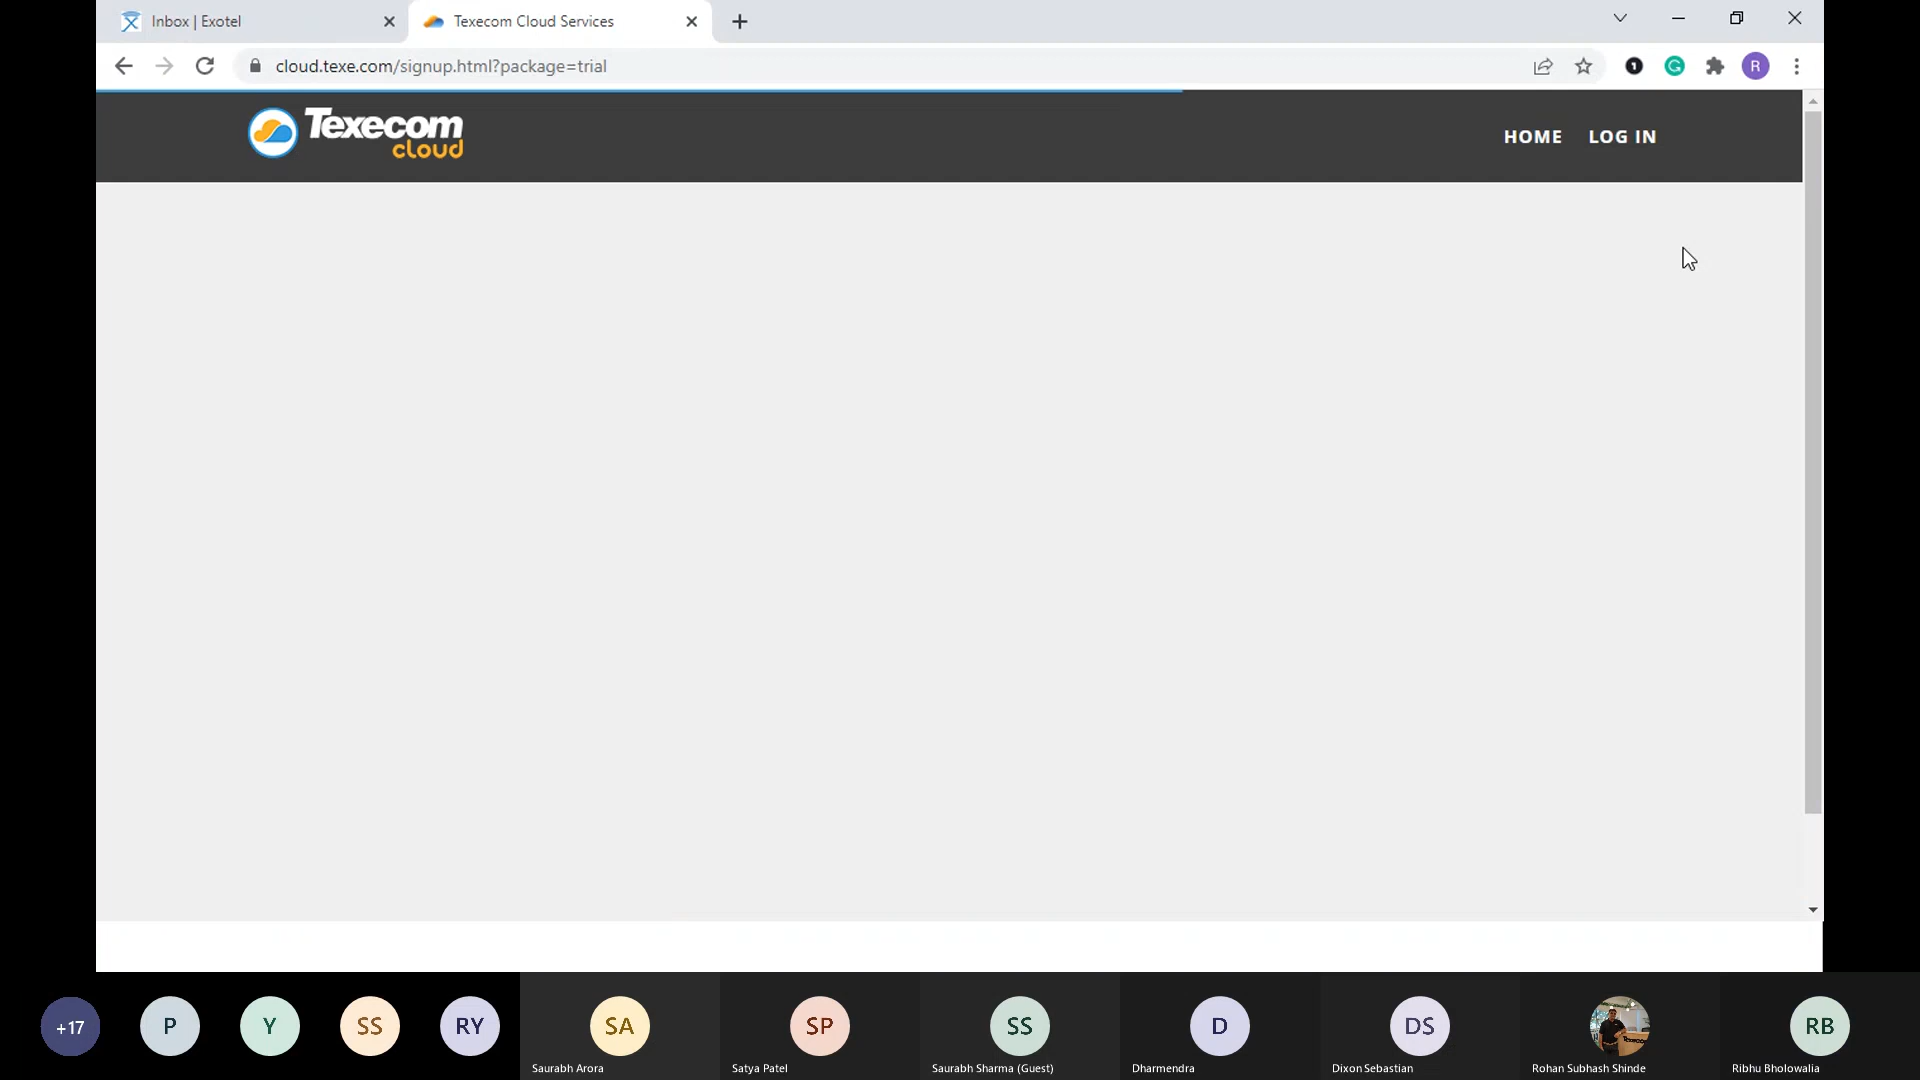 Inbox | Exotel
Texecom Cloud Services
cloud.texe.com/signup.html?package=trial
R
Texecom
cloud
HOME
LOG IN
+17
P
Y
SS
RY
SA
SP
SS
D
DS
RB
Saurabh Arora
Satya Patel
Saurabh Sharma (Guest)
Dharmendra
Dixon Sebastian
Rohan Subhash Shinde
Ribhu Bholowalia